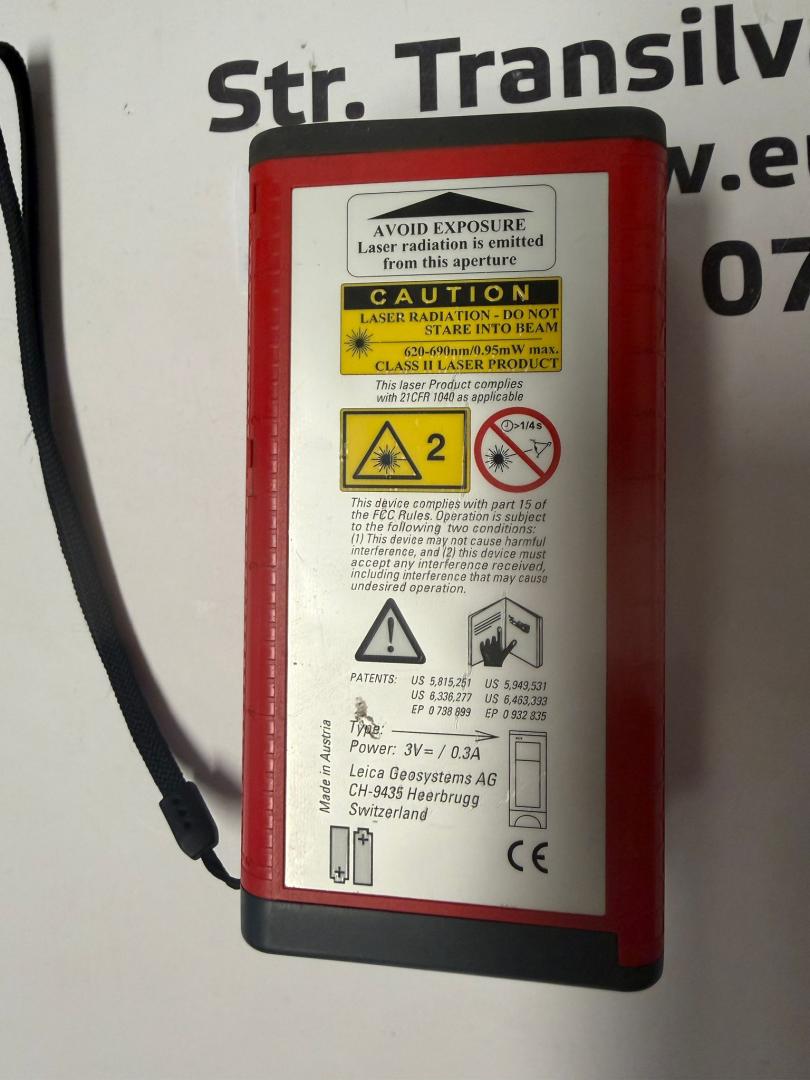 Str. Transilv
w.eu
07
AVOID EXPOSURE
Laser radiation is emitted
from this aperture
CAUTION
LASER RADIATION - DO NOT
STARE INTO BEAM
620-690nm/0.95mW max.
CLASS II LASER PRODUCT
This laser Product complies
with 21CFR 1040 as applicable
2
>1/4s
This device complies with part 15 of
the FCC Rules. Operation is subject
to the following two conditions:
(1) This device may not cause harmful
interference, and (2) this device must
accept any interference received,
including interference that may cause
undesired operation.
PATENTS: US 5,815,251 US 5,949,531
US 6,336,277 US 6,463,393
EP 0 738 899 EP 0 932 835
Type:
Power: 3V= / 0.3A
Leica Geosystems AG
CH-9435 Heerbrugg
Switzerland
Made in Austria
+ +
CE